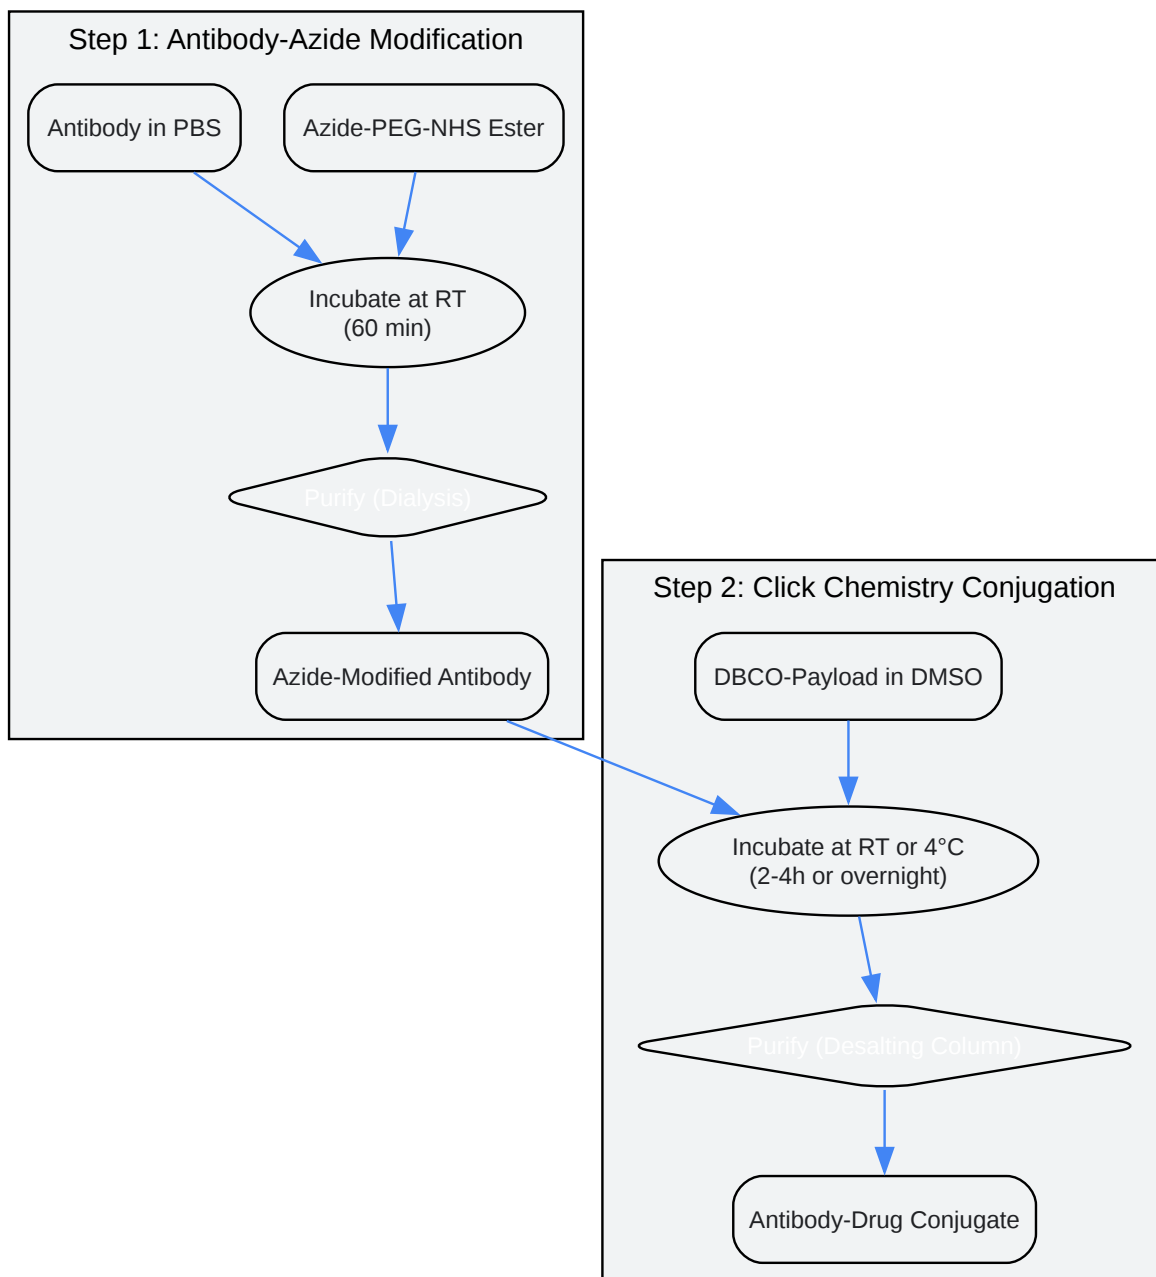 Step 1: Antibody-Azide Modification
Antibody in PBS
Azide-PEG-NHS Ester
Incubate at RT
(60 min)
Purify (Dialysis)
Azide-Modified Antibody
Step 2: Click Chemistry Conjugation
DBCO-Payload in DMSO
Incubate at RT or 4°C
(2-4h or overnight)
Purify (Desalting Column)
Antibody-Drug Conjugate